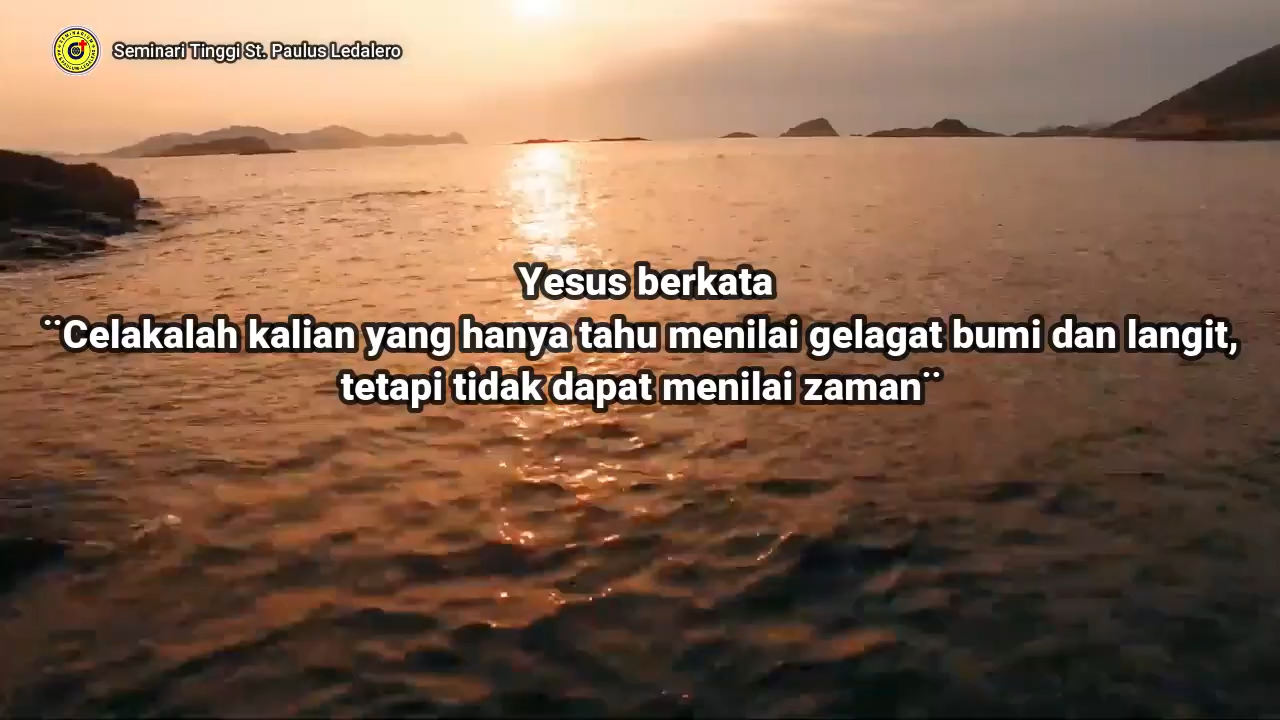 Seminari Tinggi St. Paulus Ledalero
Yesus berkata
¨Celakalah kalian yang hanya tahu menilai gelagat bumi dan langit,
tetapi tidak dapat menilai zaman¨